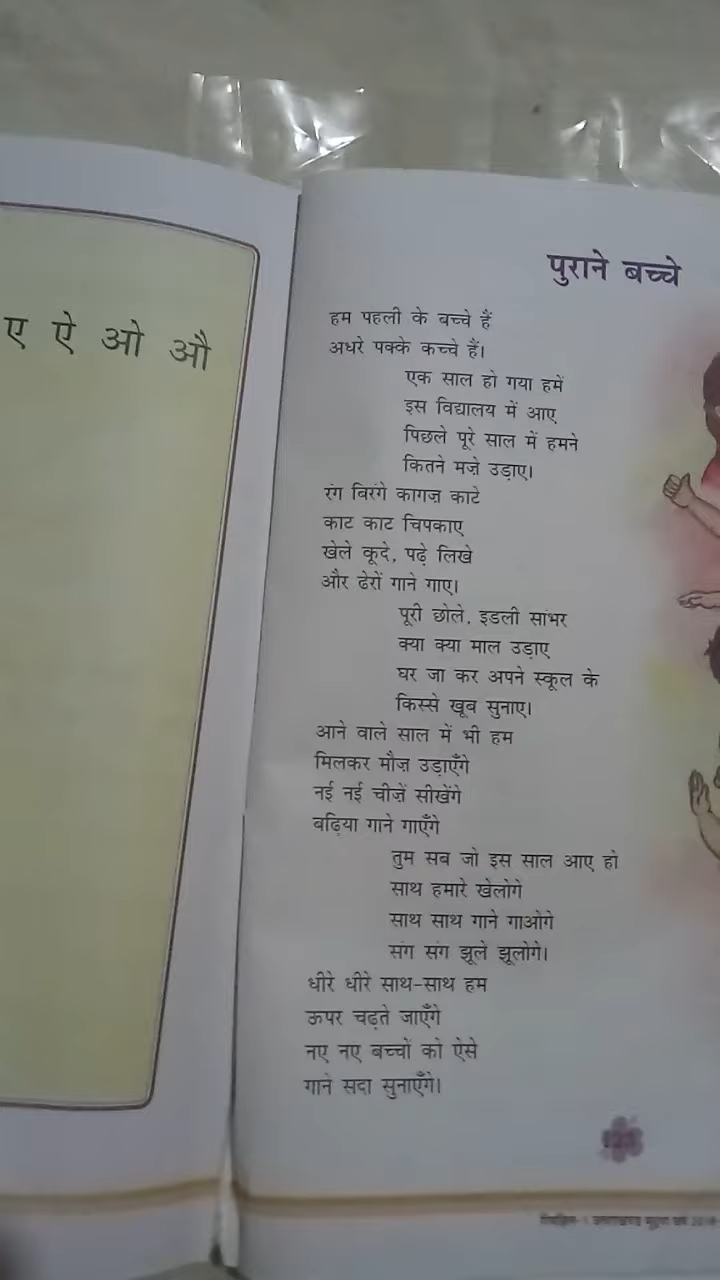 ए ऐ ओ औ
पुराने बच्चे
हम पहली के बच्चे हैं
अधरे पक्के कच्चे हैं।
एक साल हो गया हमें
इस विद्यालय में आए
पिछले पूरे साल में हमने
कितने मज़े उड़ाए।
रंग बिरंगे कागज़ काटे
काट काट चिपकाए
खेले कूदे, पढ़े लिखे
और ढेरों गाने गाए।
पूरी छोले, इडली सांभर
क्या क्या माल उड़ाए
घर जा कर अपने स्कूल के
किस्से खूब सुनाए।
आने वाले साल में भी हम
मिलकर मौज़ उड़ाएँगे
नई नई चीज़ें सीखेंगे
बढ़िया गाने गाएँगे
तुम सब जो इस साल आए हो
साथ हमारे खेलोगे
साथ साथ गाने गाओगे
संग संग झूले झूलोगे।
धीरे धीरे साथ-साथ हम
ऊपर चढ़ते जाएँगे
नए नए बच्चों को ऐसे
गाने सदा सुनाएँगे।